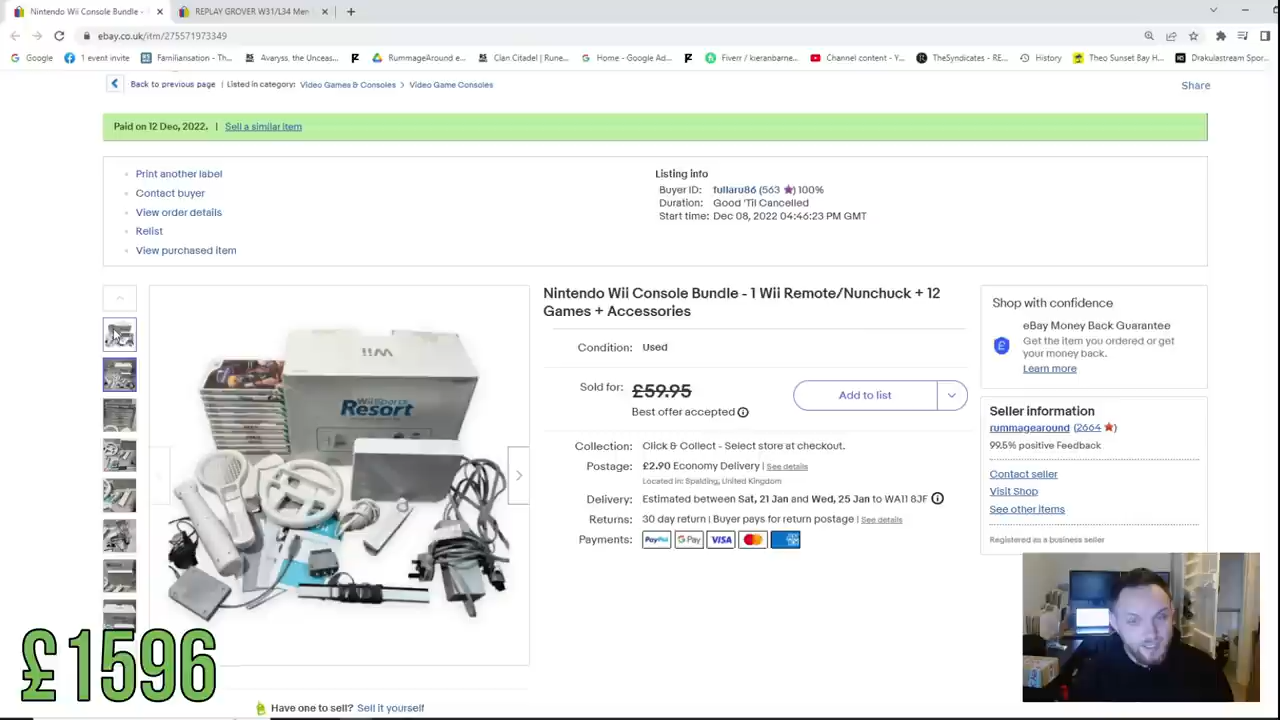 Nintendo Wii Console Bundle -
REPLAY GROVER W31/L34 Men
ebay.co.uk/itm/275571973349
Google
1 event invite
Familiansation - St...
Avaryss, the Unceas...
RummageAround e...
Clan Citadel | Rune...
Home - Google Ad...
Fiverr / kieranbarne...
Channel content - Y...
TheSyndicates - RE...
History
Theo Sunset Bay H...
Drakulastream Spor...
Back to previous page | Listed in category: Video Games & Consoles > Video Game Consoles
Share
Paid on 12 Dec, 2022. | Sell a similar item
Print another label
Contact buyer
View order details
Relist
View purchased item
Listing info
Buyer ID: fullaru86 (563 ) 100%
Duration: Good 'Til Cancelled
Start time: Dec 08, 2022 04:46:23 PM GMT
Wii
Wii Sports
Resort
Nintendo Wii Console Bundle - 1 Wii Remote/Nunchuck + 12
Games + Accessories
Condition: Used
Sold for: £59.95
Best offer accepted
Add to list
Collection: Click & Collect - Select store at checkout.
Postage: £2.90 Economy Delivery | See details
Located in: Spalding, United Kingdom
Delivery: Estimated between Sat, 21 Jan and Wed, 25 Jan to WA11 8JF
Returns: 30 day return | Buyer pays for return postage | See details
Payments: PayPal G Pay VISA
Shop with confidence
eBay Money Back Guarantee
Get the item you ordered or get
your money back.
Learn more
Seller information
rummagearound (2664 )
99.5% positive Feedback
Contact seller
Visit Shop
See other items
Registered as a business seller
£1596
Have one to sell? Sell it yourself